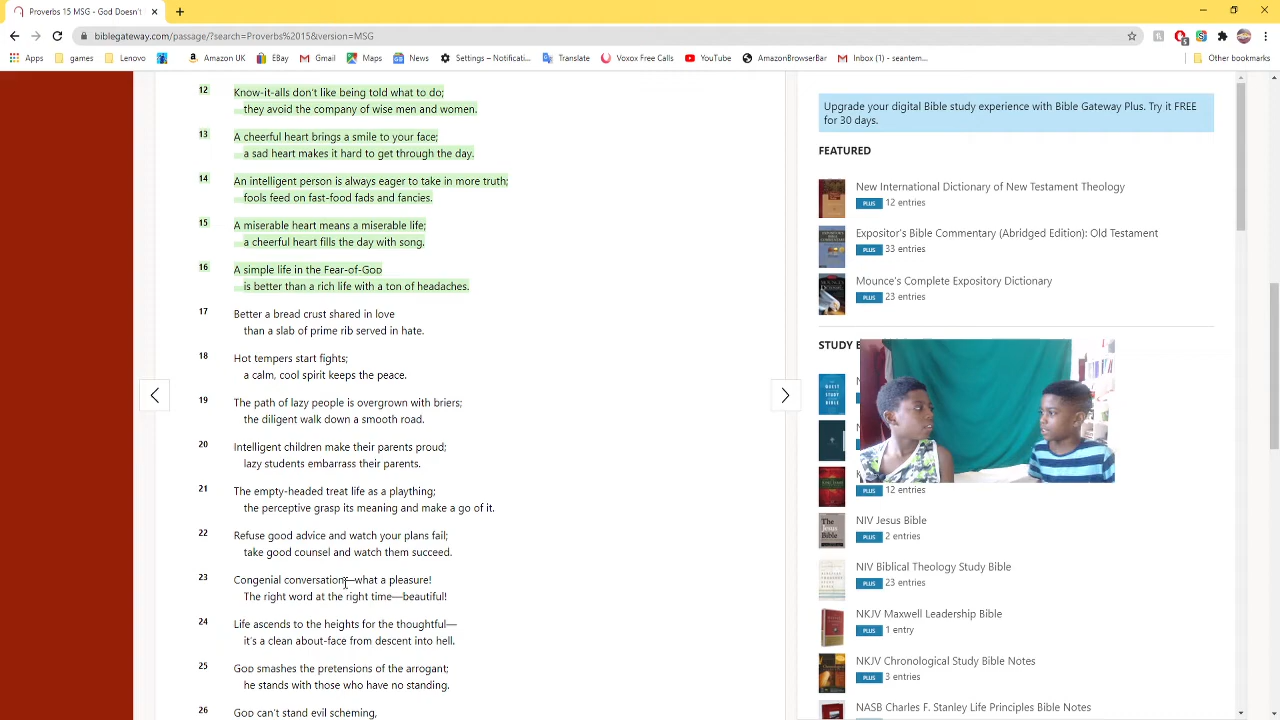 Proverbs 15 MSG - God Doesn't
biblegateway.com/passage/?search=Proverbs%2015&version=MSG
5
Apps
games
Lenovo
Amazon UK
EBay
Gmail
Maps
News
Settings – Notificati...
Translate
Voxox Free Calls
YouTube
AmazonBrowserBar
Inbox (1) - seantem...
Other bookmarks
12 Know-it-alls don't like being told what to do;
they avoid the company of wise men and women.
13 A cheerful heart brings a smile to your face;
a sad heart makes it hard to get through the day.
14 An intelligent person is always eager to take in more truth;
fools feed on fast-food fads and fancies.
15 A miserable heart means a miserable life;
a cheerful heart fills the day with song.
16 A simple life in the Fear-of-God
is better than a rich life with a ton of headaches.
17 Better a bread crust shared in love
than a slab of prime rib served in hate.
18 Hot tempers start fights;
a calm, cool spirit keeps the peace.
19 The path of lazy people is overgrown with briers;
the diligent walk down a smooth road.
20 Intelligent children make their parents proud;
lazy students embarrass their parents.
21 The empty-headed treat life as a plaything;
the perceptive grasp its meaning and make a go of it.
22 Refuse good advice and watch your plans fail;
take good counsel and watch them succeed.
23 Congenial conversation—what a pleasure!
The right word at the right time—beautiful!
24 Life ascends to the heights for the thoughtful—
it's a clean about-face from descent into hell.
25 God smashes the pretensions of the arrogant;
he stands with those who have no standing.
26 God can't stand evil scheming,
Upgrade your digital Bible study experience with Bible Gateway Plus. Try it FREE
for 30 days.
FEATURED
New International Dictionary of New Testament Theology
PLUS 12 entries
Expositor's Bible Commentary (Abridged Edition): Old Testament
PLUS 33 entries
Mounce's Complete Expository Dictionary
PLUS 23 entries
STUDY
PLUS 12 entries
The Jesus Bible
NIV Jesus Bible
PLUS 2 entries
NIV Biblical Theology Study Bible
PLUS 23 entries
NKJV Maxwell Leadership Bible
PLUS 1 entry
NKJV Chronological Study Bible Notes
PLUS 3 entries
NASB Charles F. Stanley Life Principles Bible Notes